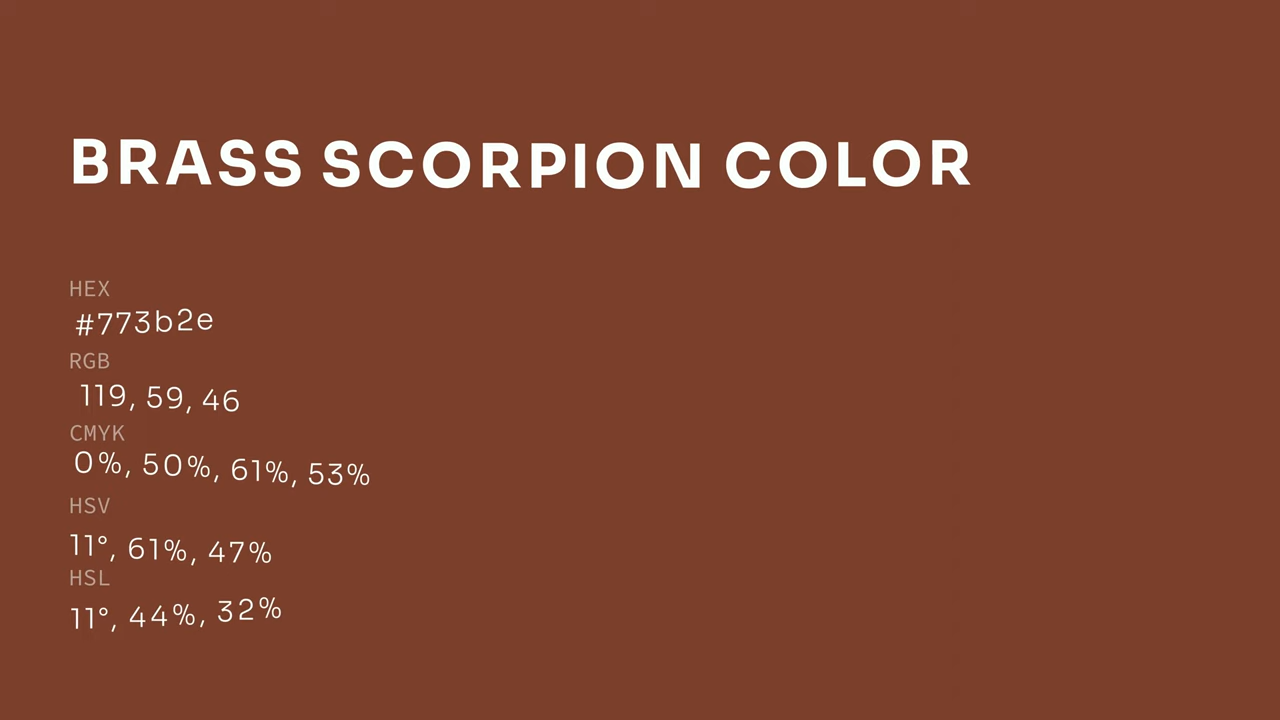 BRASS SCORPION COLOR
HEX
#773b2e
RGB
119, 59, 46
CMYK
0%, 50%, 61%, 53%
HSV
11°, 61%, 47%
HSL
11°, 44%, 32%